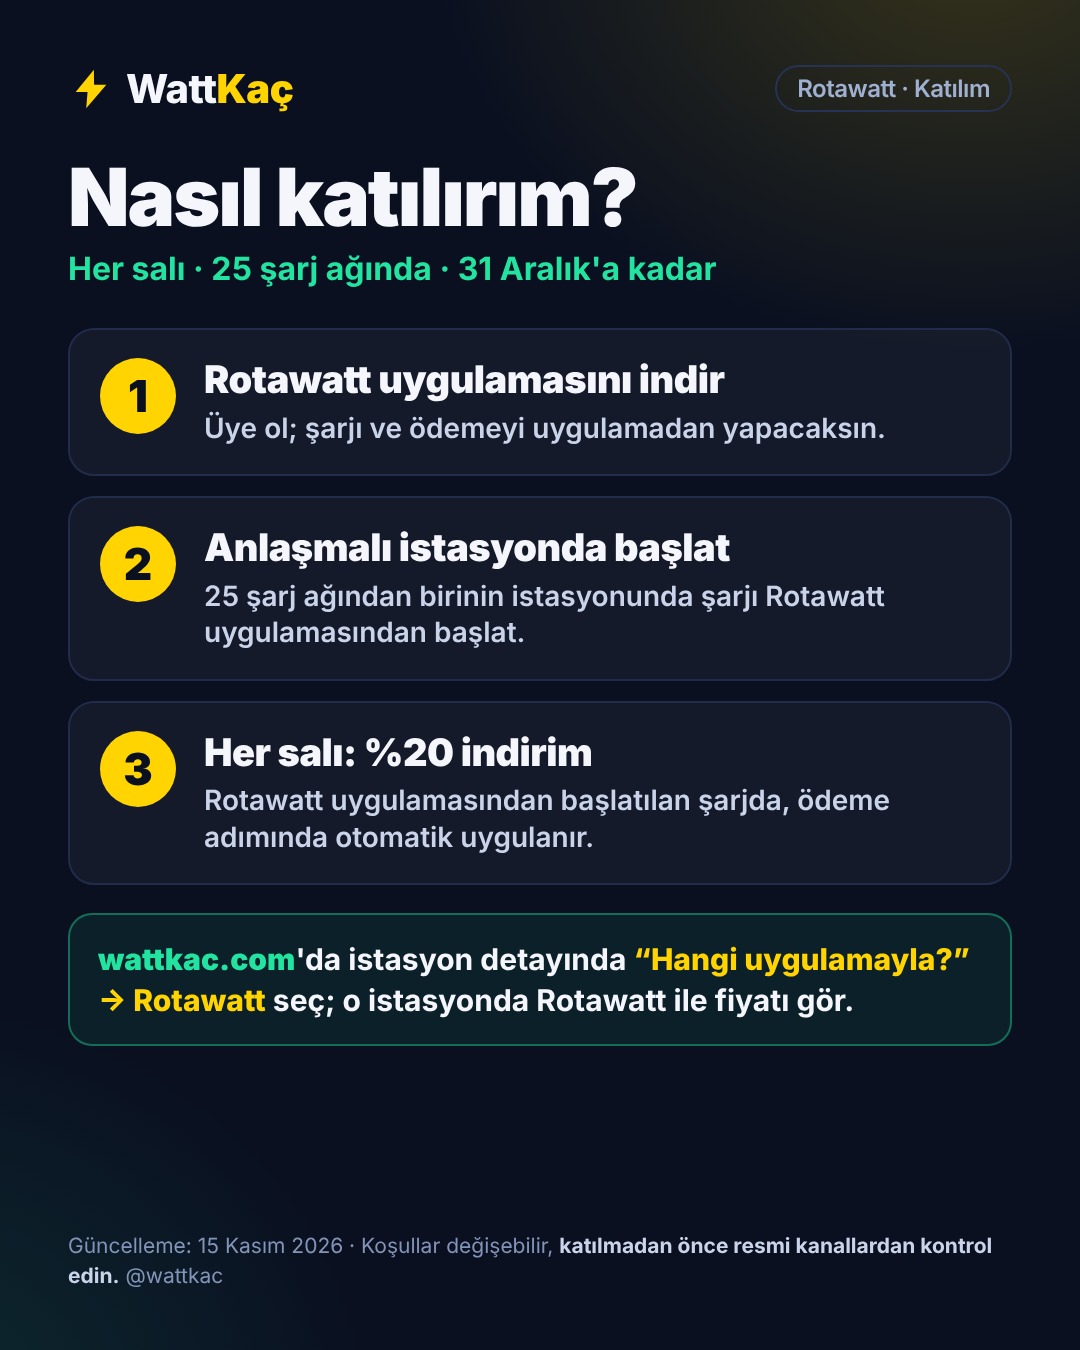 WattKaç
Rotawatt · Katılım
Nasıl katılırım?
Her salı · 25 şarj ağında · 31 Aralık'a kadar
1
Rotawatt uygulamasını indir
Üye ol; şarjı ve ödemeyi uygulamadan yapacaksın.
2
Anlaşmalı istasyonda başlat
25 şarj ağından birinin istasyonunda şarjı Rotawatt
uygulamasından başlat.
3
Her salı: %20 indirim
Rotawatt uygulamasından başlatılan şarjda, ödeme
adımında otomatik uygulanır.
wattkac.com'da istasyon detayında “Hangi uygulamayla?”
→ Rotawatt seç; o istasyonda Rotawatt ile fiyatı gör.
Güncelleme: 15 Kasım 2026 · Koşullar değişebilir, katılmadan önce resmi kanallardan kontrol
edin. @wattkac